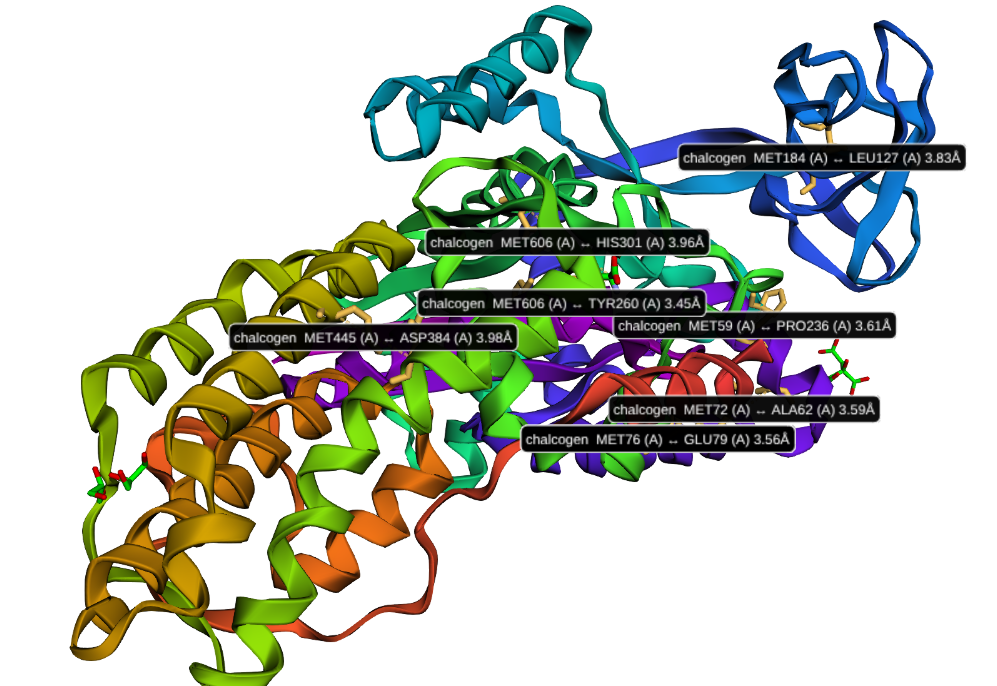 chalcogen MET184 (A) ↔ LEU127 (A) 3.83Å
chalcogen MET606 (A) ↔ HIS301 (A) 3.96Å
chalcogen MET606 (A) ↔ TYR260 (A) 3.45Å
chalcogen MET59 (A) ↔ PRO236 (A) 3.61Å
chalcogen MET445 (A) ↔ ASP384 (A) 3.98Å
chalcogen MET72 (A) ↔ ALA62 (A) 3.59Å
chalcogen MET76 (A) ↔ GLU79 (A) 3.56Å